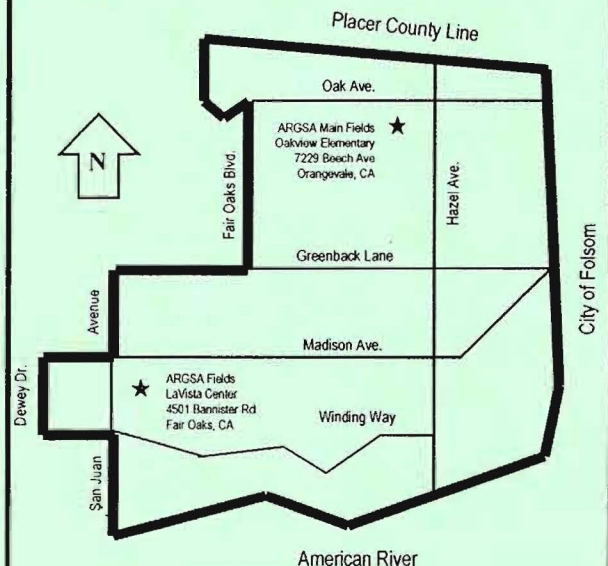 Placer County Line
Oak Ave.
ARGSA Main Fields
Oakview Elementary
7229 Beech Ave
Orangevale, CA
N
Fair Oaks Blvd.
Hazel Ave.
Greenback Lane
City of Folsom
Avenue
Madison Ave.
Dewey Dr.
ARGSA Fields
LaVista Center
4501 Bannister Rd
Fair Oaks, CA
Winding Way
San Juan
American River